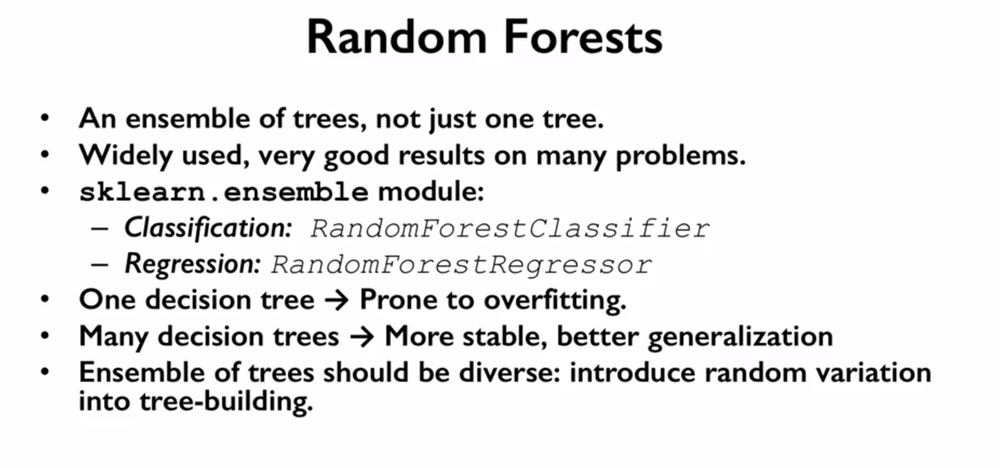 Random Forests
• An ensemble of trees, not just one tree.
• Widely used, very good results on many problems.
• sklearn.ensemble module:
– Classification: RandomForestClassifier
– Regression: RandomForestRegressor
• One decision tree → Prone to overfitting.
• Many decision trees → More stable, better generalization
• Ensemble of trees should be diverse: introduce random variation
into tree-building.